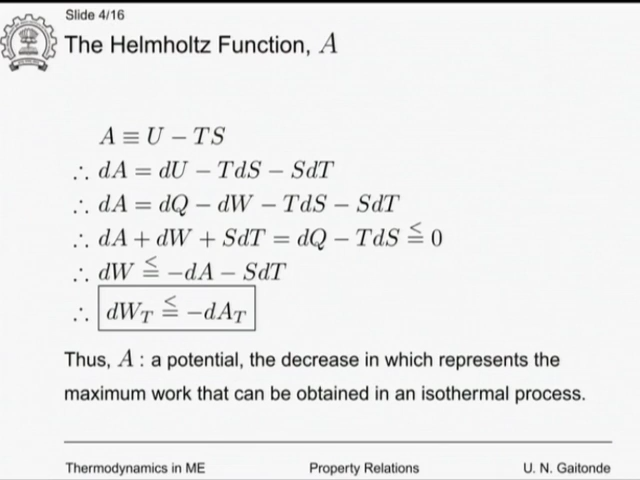 Slide 4/16
The Helmholtz Function, A
A ≡ U − TS
∴ dA = dU − TdS − SdT
∴ dA = dQ − dW − TdS − SdT
∴ dA + dW + SdT = dQ − TdS ≦ 0
∴ dW ≦ −dA − SdT
∴ dW_T ≦ −dA_T
Thus, A : a potential, the decrease in which represents the
maximum work that can be obtained in an isothermal process.
Thermodynamics in ME Property Relations U. N. Gaitonde